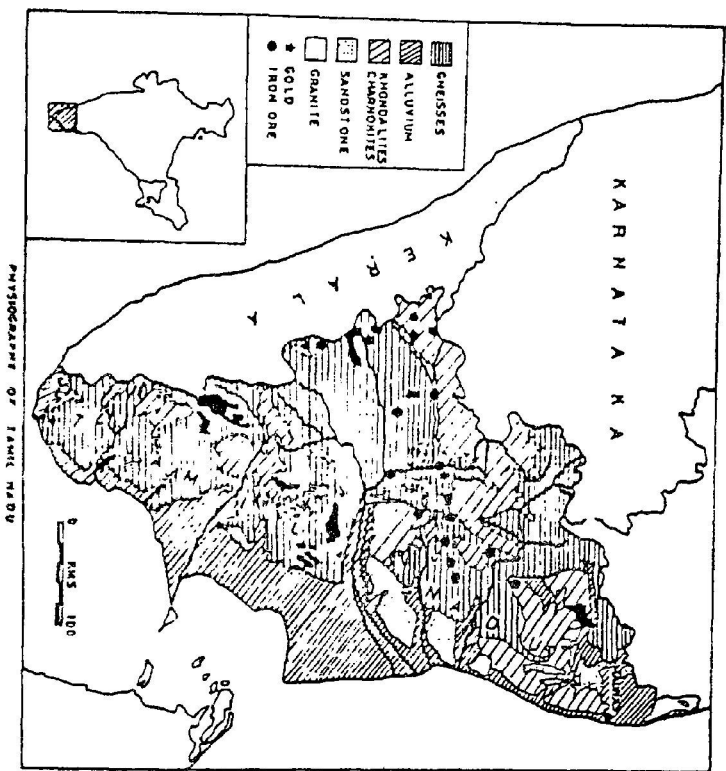 KARNATAKA
KERALA
GNEISSES
ALLUVIUM
KHONDALITES
CHARNOKITES
SANDSTONE
GRANITE
GOLD
IRON ORE
0 KMS 100
PHYSIOGRAPHY OF TAMIL NADU